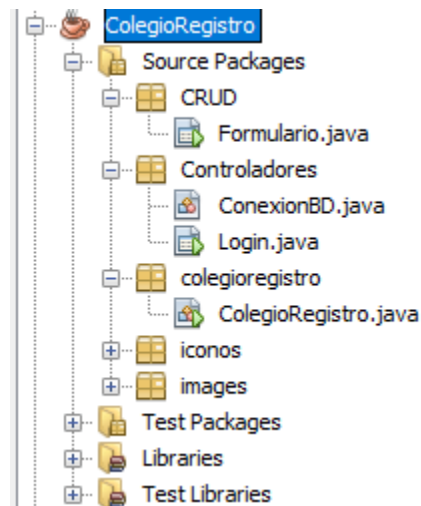 ColegioRegistro
Source Packages
CRUD
Formulario.java
Controladores
ConexionBD.java
Login.java
colegioregistro
ColegioRegistro.java
iconos
images
Test Packages
Libraries
Test Libraries